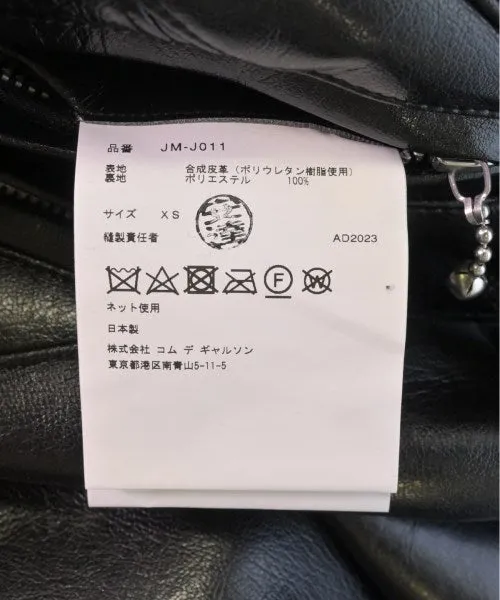 品番 JM-J011
表地 合成皮革（ポリウレタン樹脂使用）
裏地 ポリエステル 100%
サイズ XS
縫製責任者 AD2023
F W
ネット使用
日本製
株式会社 コム デ ギャルソン
東京都港区南青山5-11-5